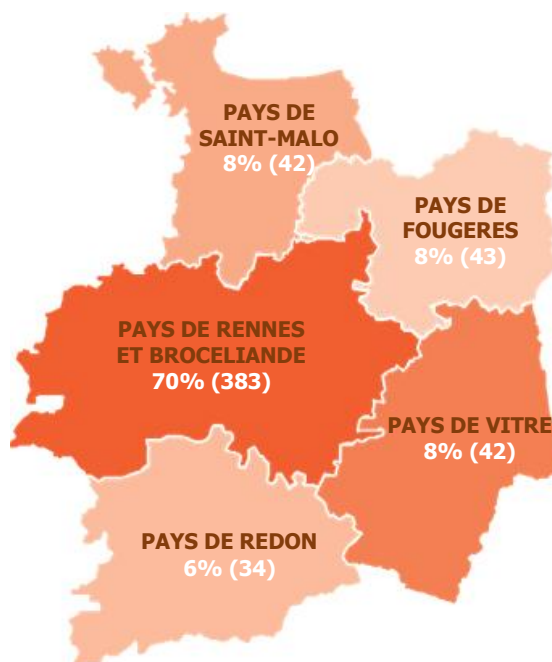 PAYS DE
SAINT-MALO
8% (42)
PAYS DE
FOUGERES
8% (43)
PAYS DE RENNES
ET BROCELIANDE
70% (383)
PAYS DE VITRE
8% (42)
PAYS DE REDON
6% (34)